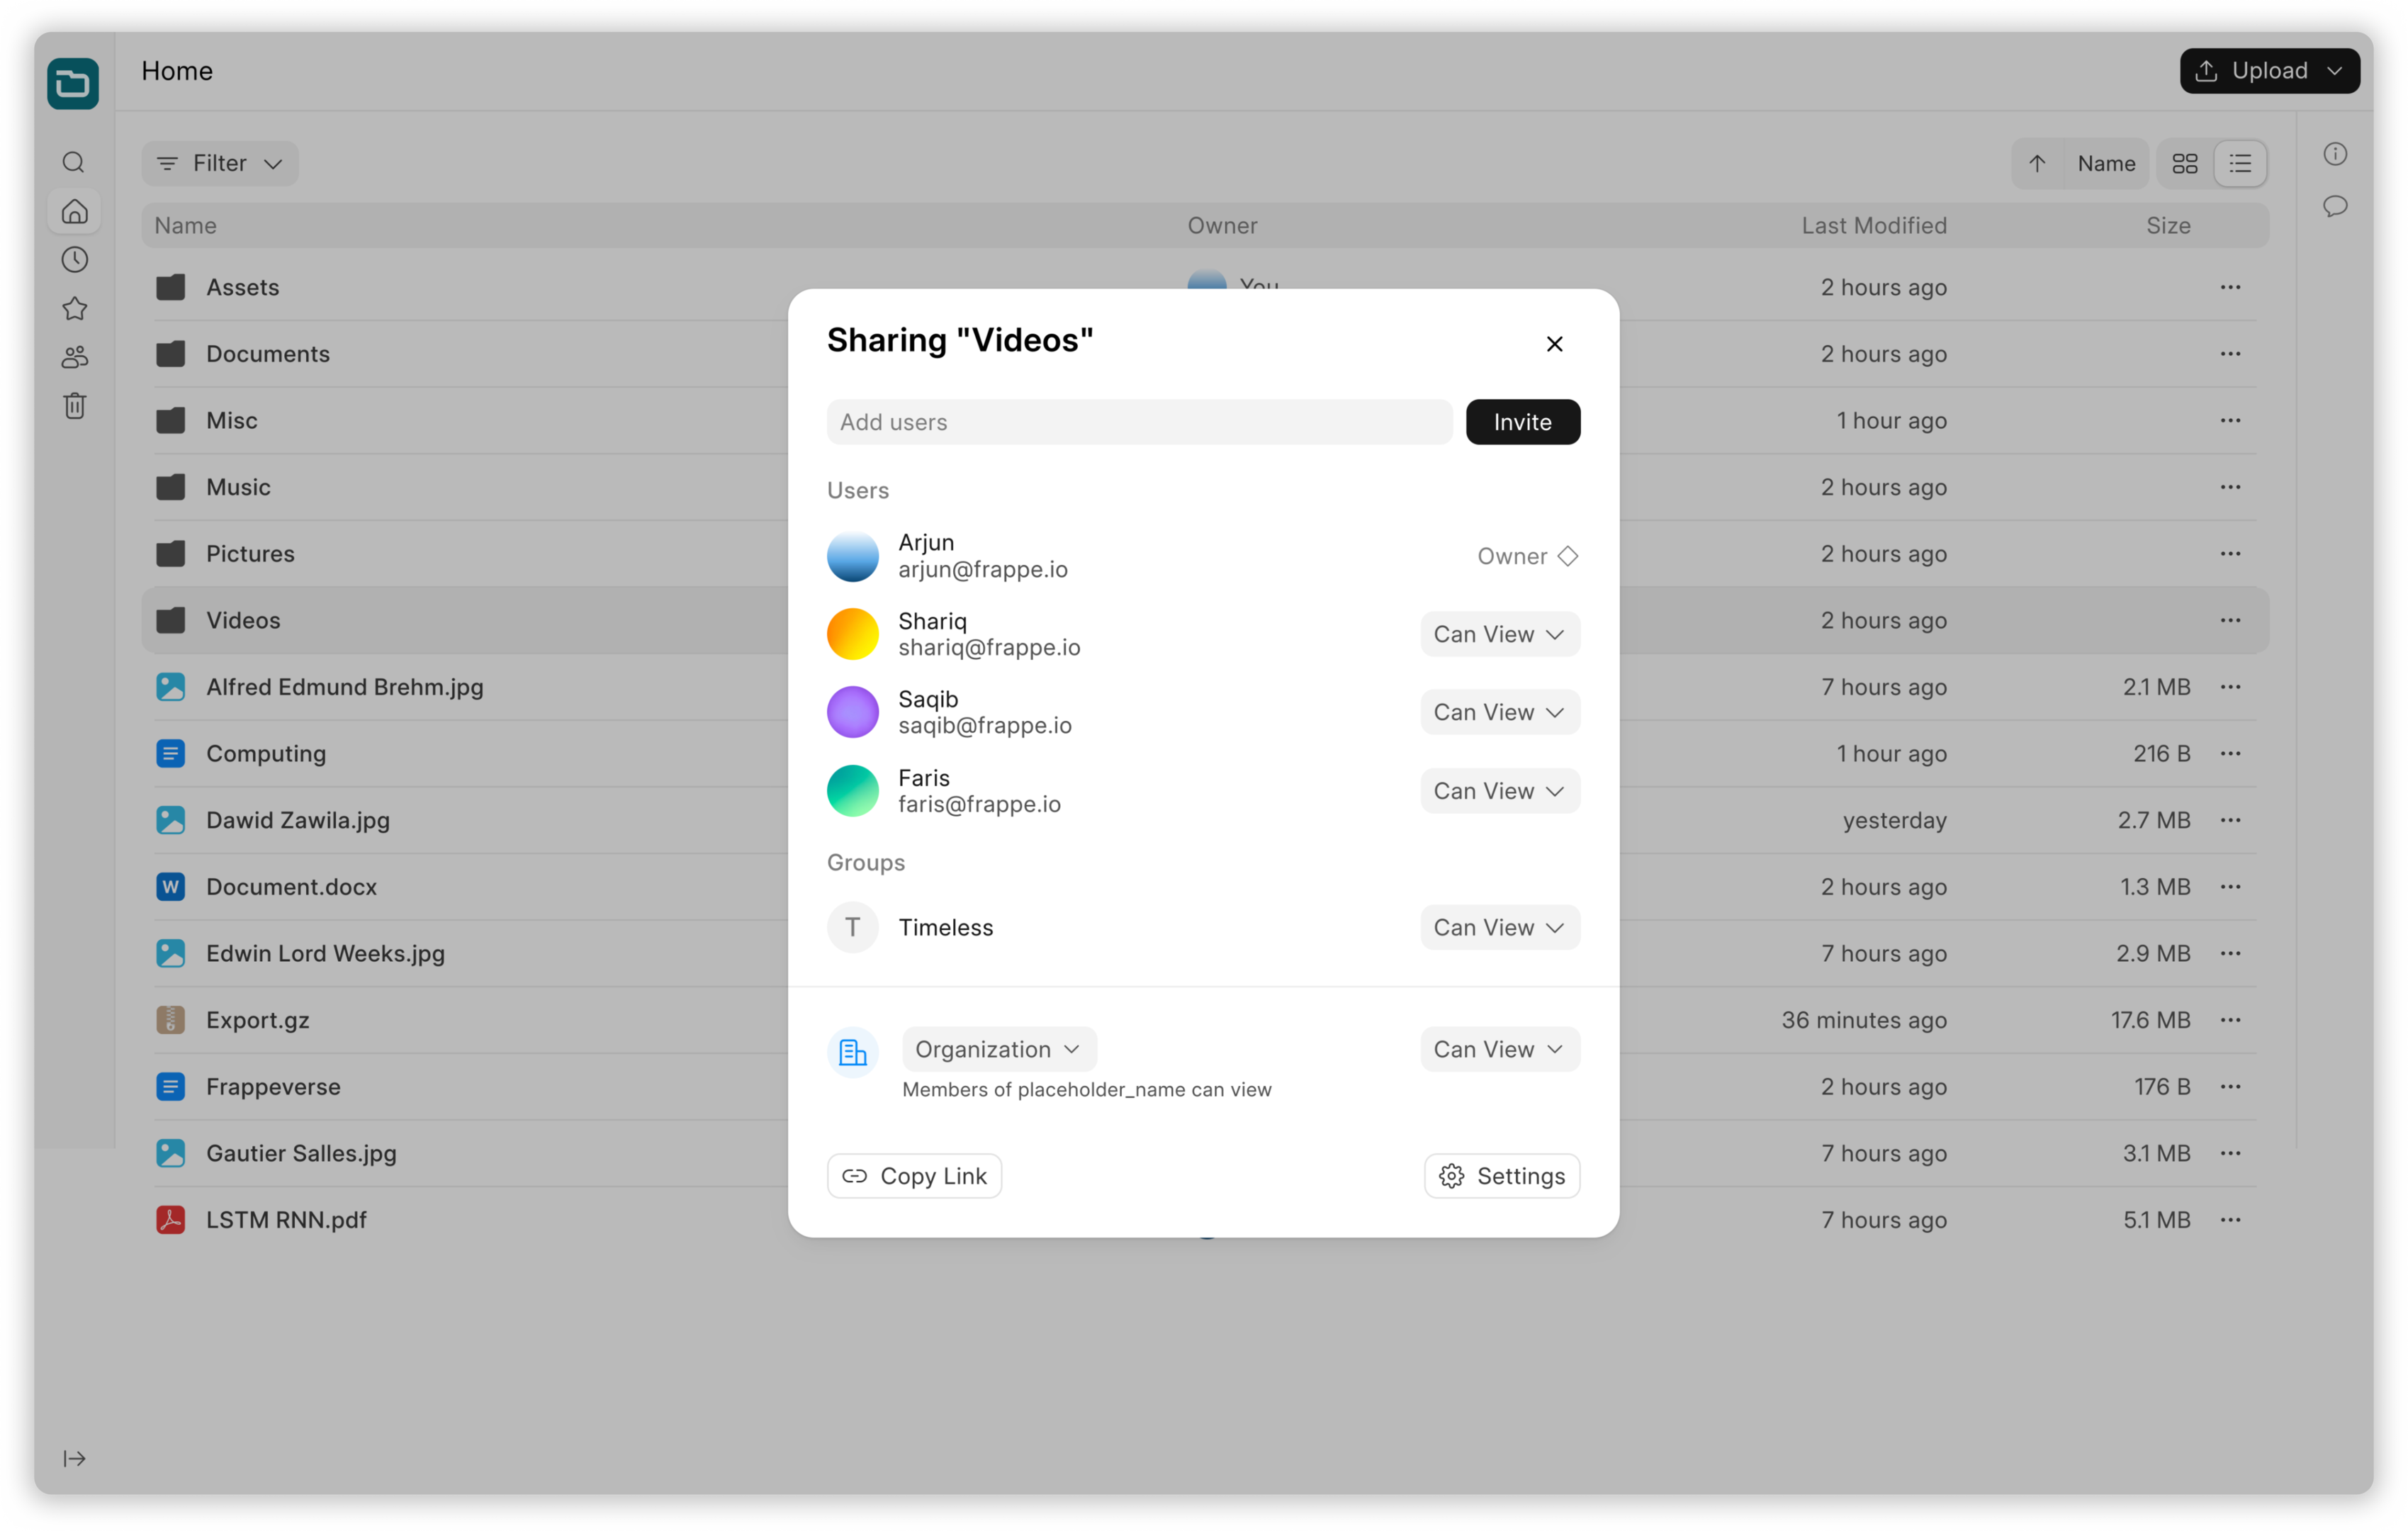 Home
Upload
Filter
Name
Name Owner Last Modified Size
Assets You 2 hours ago
Documents 2 hours ago
Misc 1 hour ago
Music 2 hours ago
Pictures 2 hours ago
Videos 2 hours ago
Alfred Edmund Brehm.jpg 7 hours ago 2.1 MB
Computing 1 hour ago 216 B
Dawid Zawila.jpg yesterday 2.7 MB
W Document.docx 2 hours ago 1.3 MB
Edwin Lord Weeks.jpg 7 hours ago 2.9 MB
Export.gz 36 minutes ago 17.6 MB
Frappeverse 2 hours ago 176 B
Gautier Salles.jpg 7 hours ago 3.1 MB
LSTM RNN.pdf 7 hours ago 5.1 MB
Sharing "Videos"
Add users Invite
Users
Arjun
arjun@frappe.io
Owner
Shariq
shariq@frappe.io
Can View
Saqib
saqib@frappe.io
Can View
Faris
faris@frappe.io
Can View
Groups
T Timeless Can View
Organization Can View
Members of placeholder_name can view
Copy Link Settings